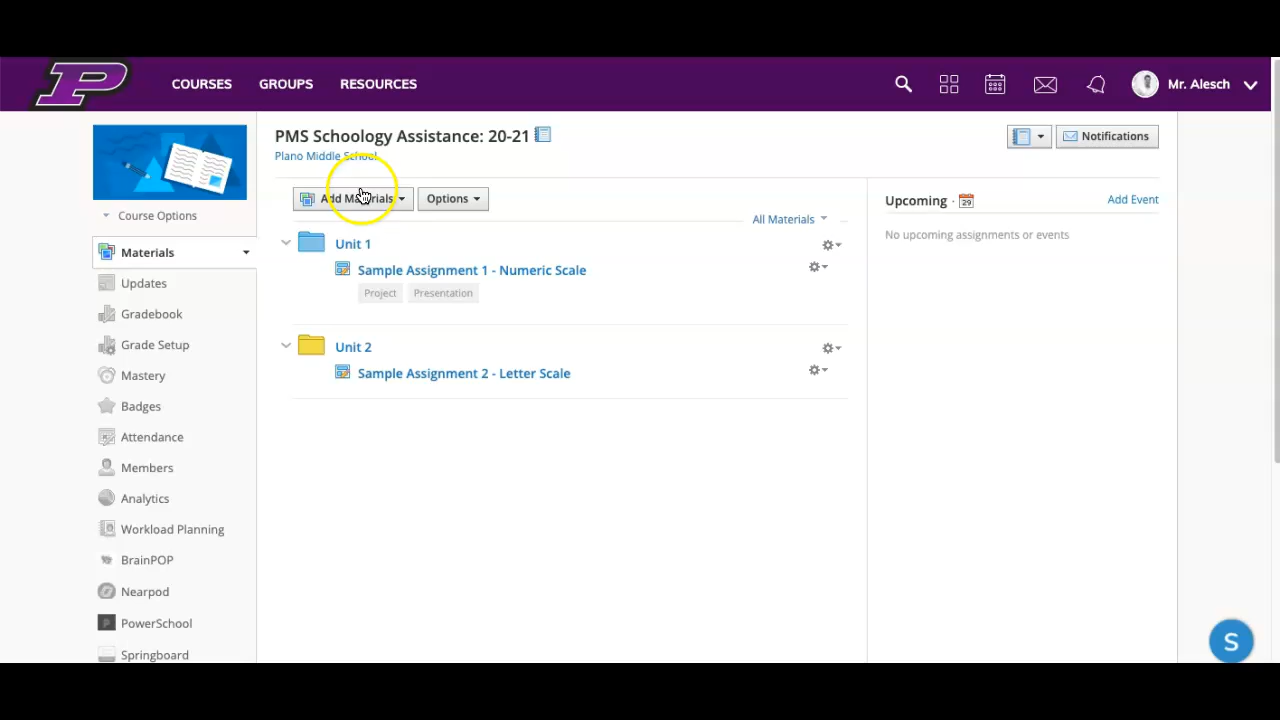 P
COURSES GROUPS RESOURCES Mr. Alesch
PMS Schoology Assistance: 20-21
Notifications
Plano Middle School
Add Materials Options
Upcoming · 29 Add Event
Course Options
All Materials
No upcoming assignments or events
Materials
Updates
Gradebook
Grade Setup
Mastery
Badges
Attendance
Members
Analytics
Workload Planning
BrainPOP
Nearpod
PowerSchool
Springboard
Unit 1
Sample Assignment 1 - Numeric Scale
Project Presentation
Unit 2
Sample Assignment 2 - Letter Scale
S